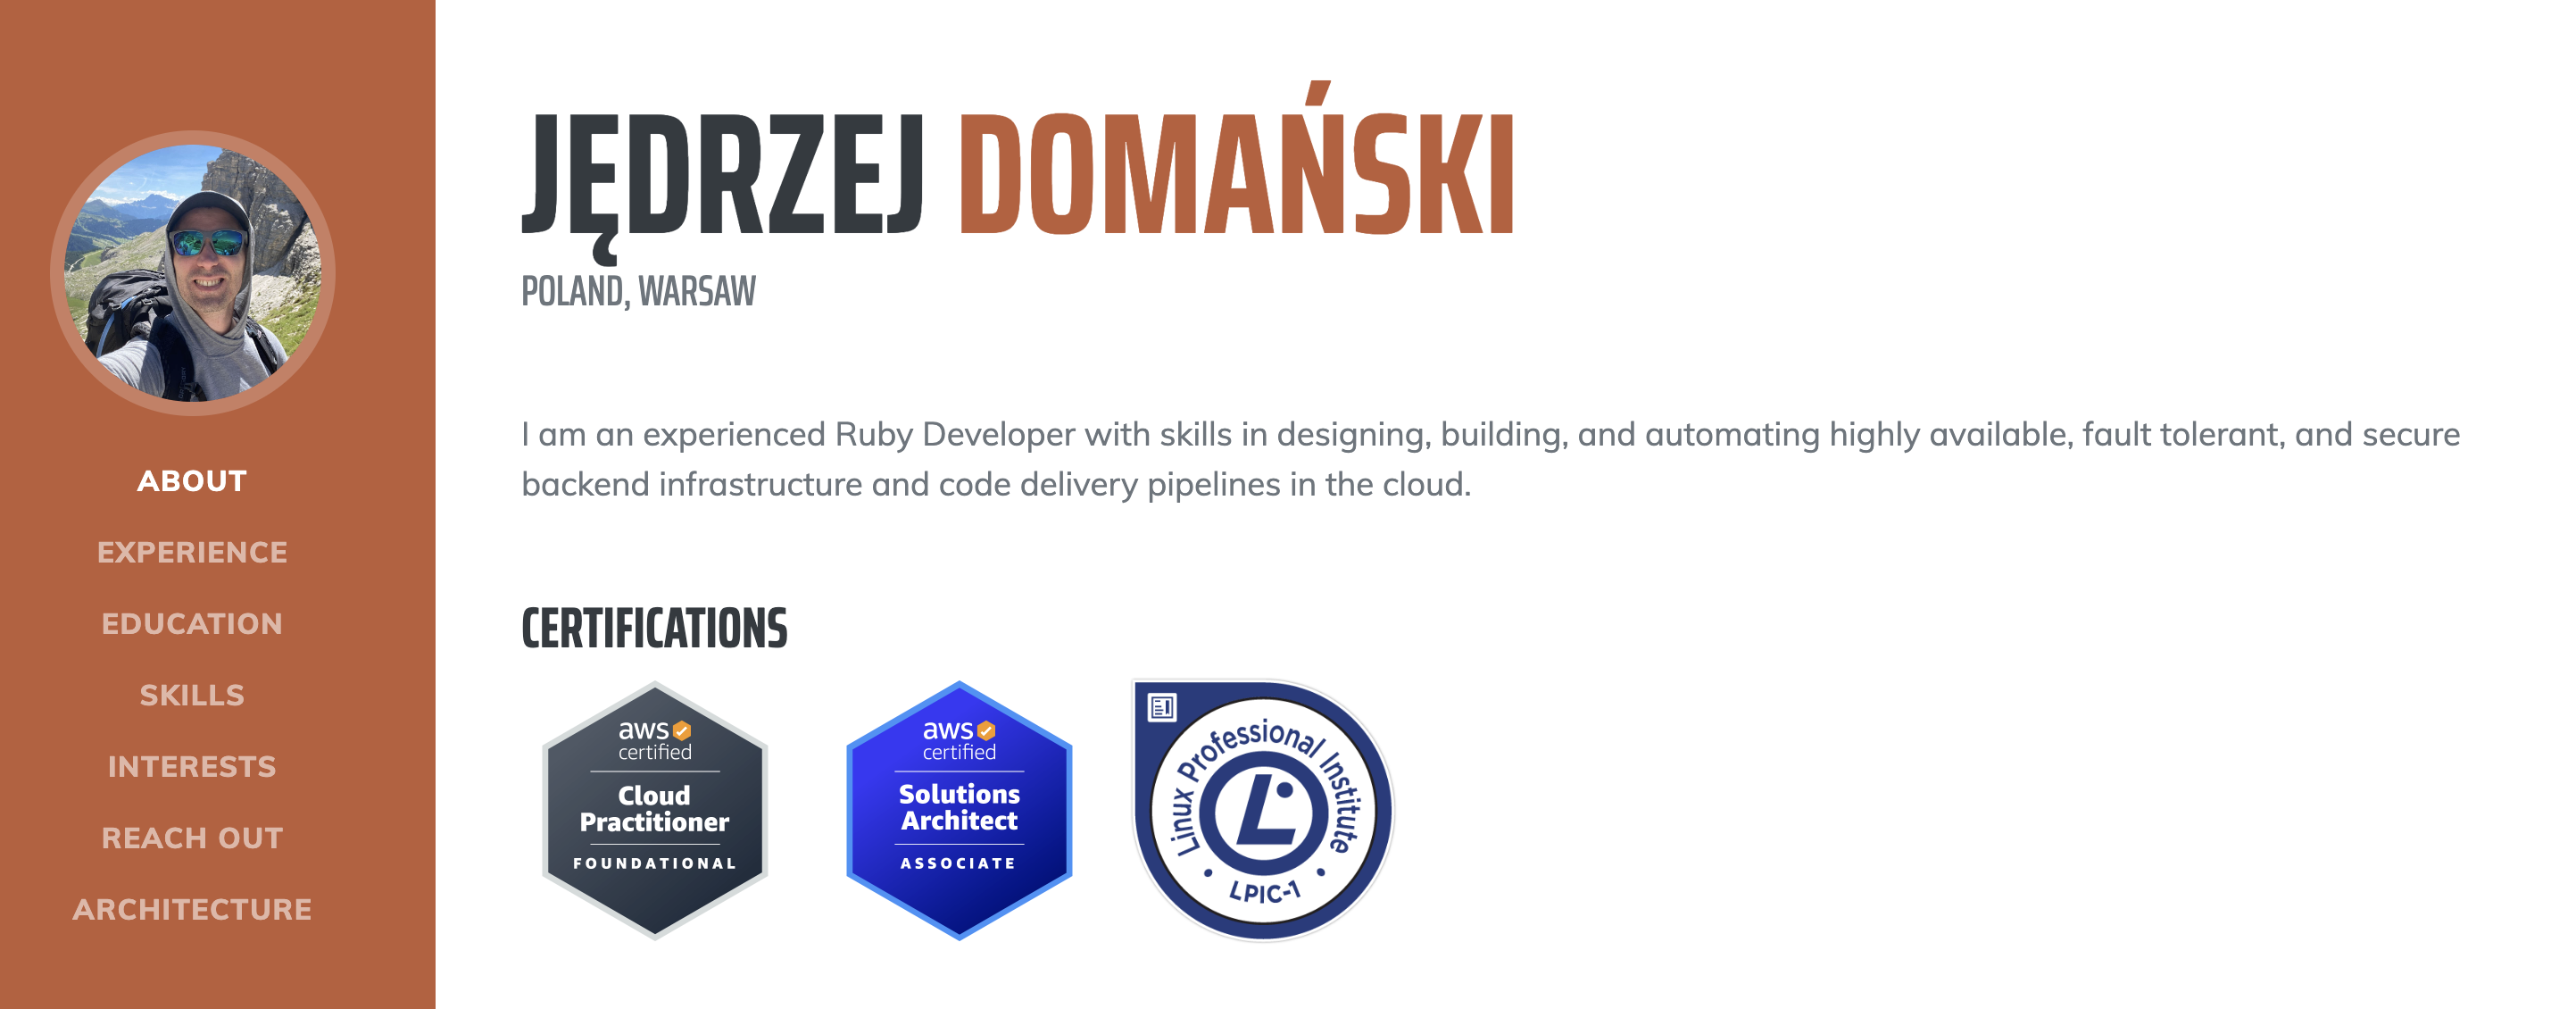 ABOUT
EXPERIENCE
EDUCATION
SKILLS
INTERESTS
REACH OUT
ARCHITECTURE
JĘDRZEJ DOMAŃSKI
POLAND, WARSAW
I am an experienced Ruby Developer with skills in designing, building, and automating highly available, fault tolerant, and secure
backend infrastructure and code delivery pipelines in the cloud.
CERTIFICATIONS
aws
certified
Cloud
Practitioner
FOUNDATIONAL
aws
certified
Solutions
Architect
ASSOCIATE
Linux Professional Institute
LPIC-1